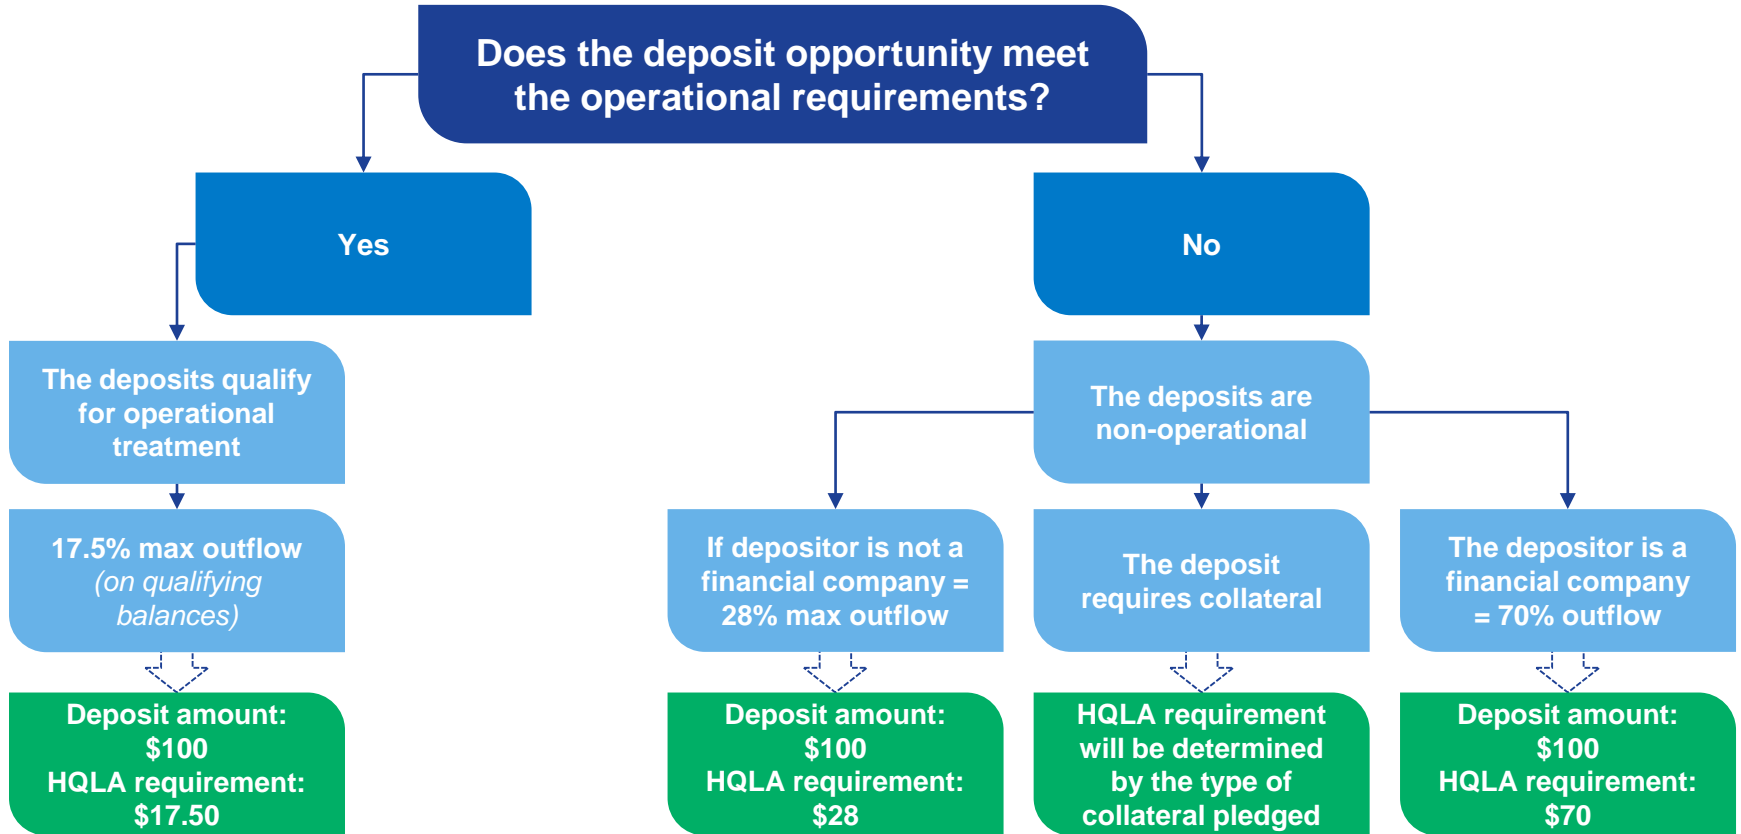 Does the deposit opportunity meet
the operational requirements?
Yes
No
The deposits qualify
for operational
treatment
The deposits are
non-operational
17.5% max outflow
(on qualifying
balances)
If depositor is not a
financial company =
28% max outflow
The deposit
requires collateral
The depositor is a
financial company
= 70% outflow
Deposit amount:
$100
HQLA requirement:
$17.50
Deposit amount:
$100
HQLA requirement:
$28
HQLA requirement
will be determined
by the type of
collateral pledged
Deposit amount:
$100
HQLA requirement:
$70